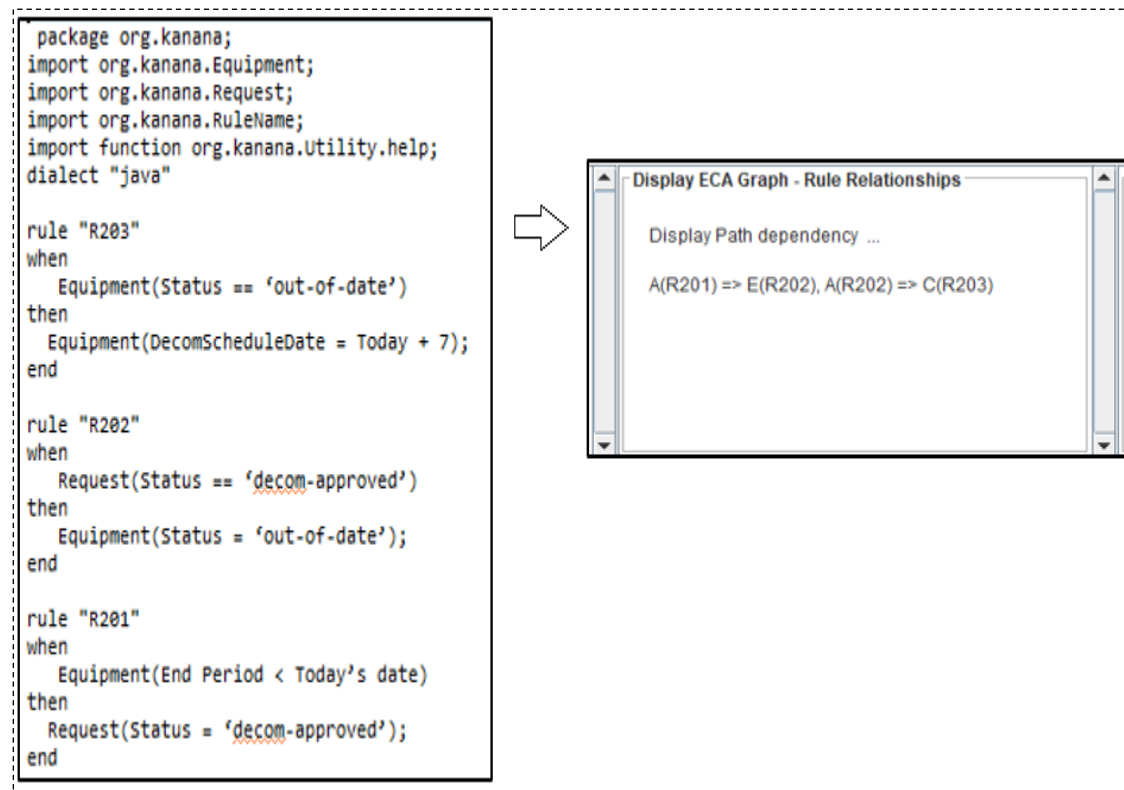 package org.kanana;
import org.kanana.Equipment;
import org.kanana.Request;
import org.kanana.RuleName;
import function org.kanana.Utility.help;
dialect "java"
rule "R203"
when
Equipment(Status == ‘out-of-date’)
then
Equipment(DecomScheduleDate = Today + 7);
end
rule "R202"
when
Request(Status == ‘decom-approved’)
then
Equipment(Status = ‘out-of-date’);
end
rule "R201"
when
Equipment(End Period < Today’s date)
then
Request(Status = ‘decom-approved’);
end
Display ECA Graph - Rule Relationships
Display Path dependency ...
A(R201) => E(R202), A(R202) => C(R203)